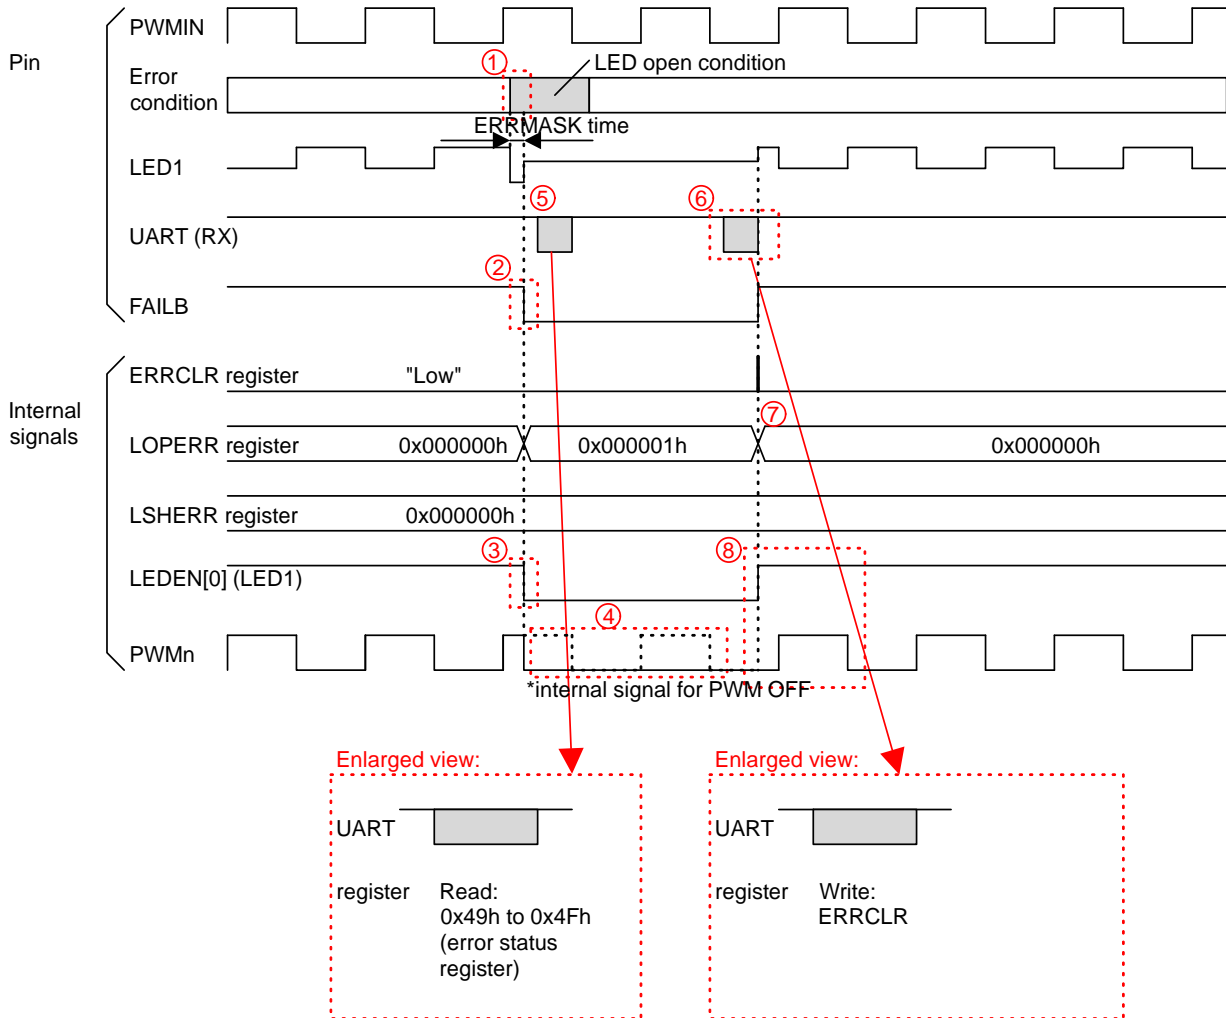 Pin
PWMIN
Error
condition
①
LED open condition
ERRMASK time
LED1
⑤
⑥
UART (RX)
②
FAILB
Internal
signals
ERRCLR register
"Low"
⑦
LOPERR register
0x000000h
0x000001h
0x000000h
LSHERR register
0x000000h
③
⑧
LEDEN[0] (LED1)
④
PWMn
*internal signal for PWM OFF
Enlarged view:
UART
register
Read:
0x49h to 0x4Fh
(error status
register)
Enlarged view:
UART
register
Write:
ERRCLR